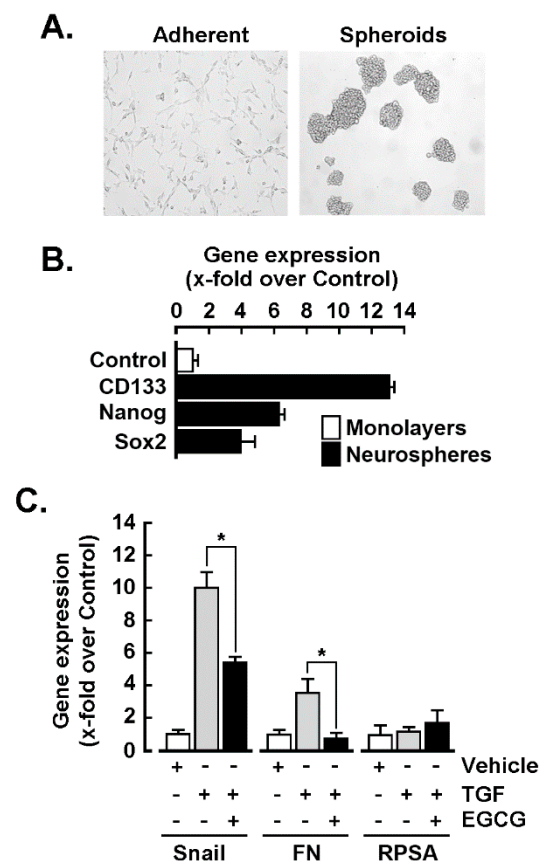 A.
Adherent Spheroids
B.
Gene expression
(x-fold over Control)
0 2 4 6 8 10 12 14
Control
CD133
Nanog
Sox2
Monolayers
Neurospheres
C.
Gene expression
(x-fold over Control)
14
12
10
8
6
4
2
0
* *
+ - - + - - + - - Vehicle
- + + - + + - + + TGF
- - + - - + - - + EGCG
Snail FN RPSA